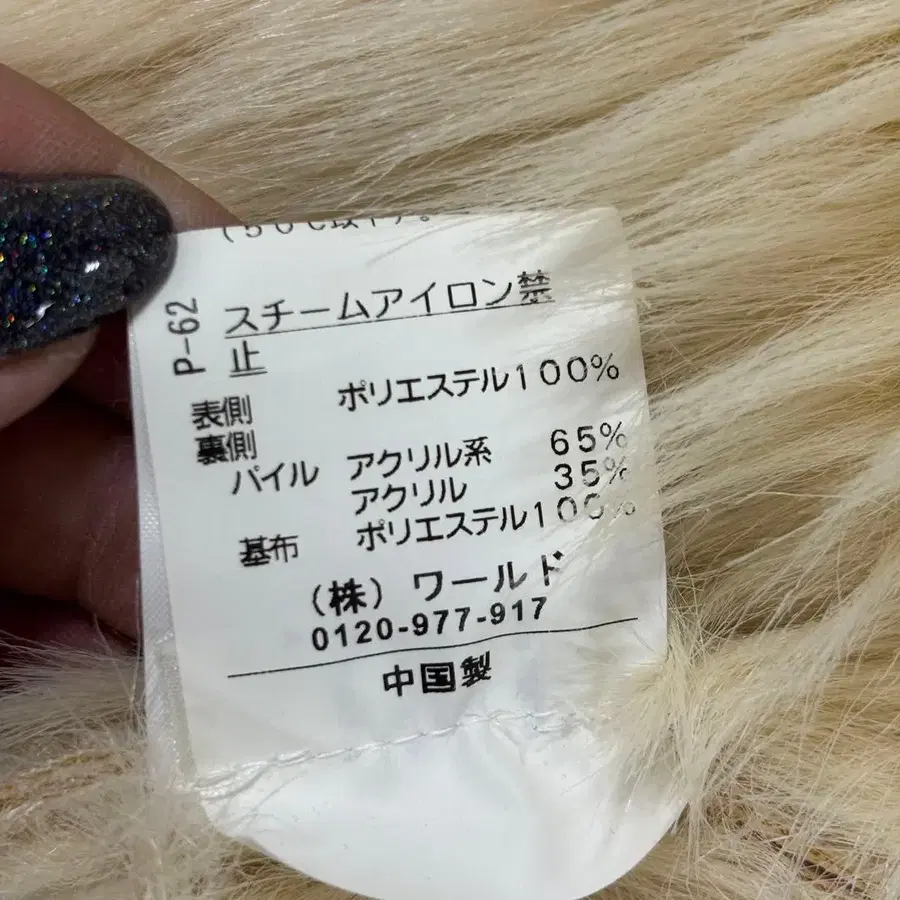 P-62
スチームアイロン禁
止
表側 ポリエステル100%
裏側
パイル アクリル系 65%
アクリル 35%
基布 ポリエステル100%
(株) ワールド
0120-977-917
中国製